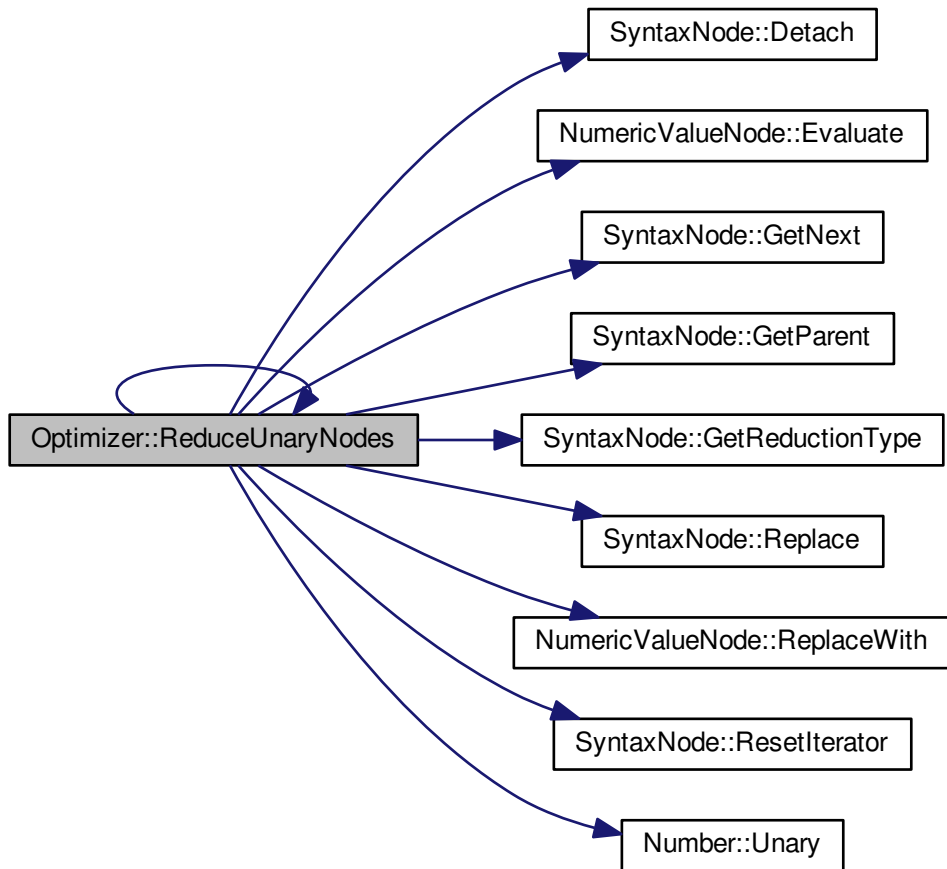 SyntaxNode::Detach
NumericValueNode::Evaluate
SyntaxNode::GetNext
SyntaxNode::GetParent
Optimizer::ReduceUnaryNodes
SyntaxNode::GetReductionType
SyntaxNode::Replace
NumericValueNode::ReplaceWith
SyntaxNode::ResetIterator
Number::Unary